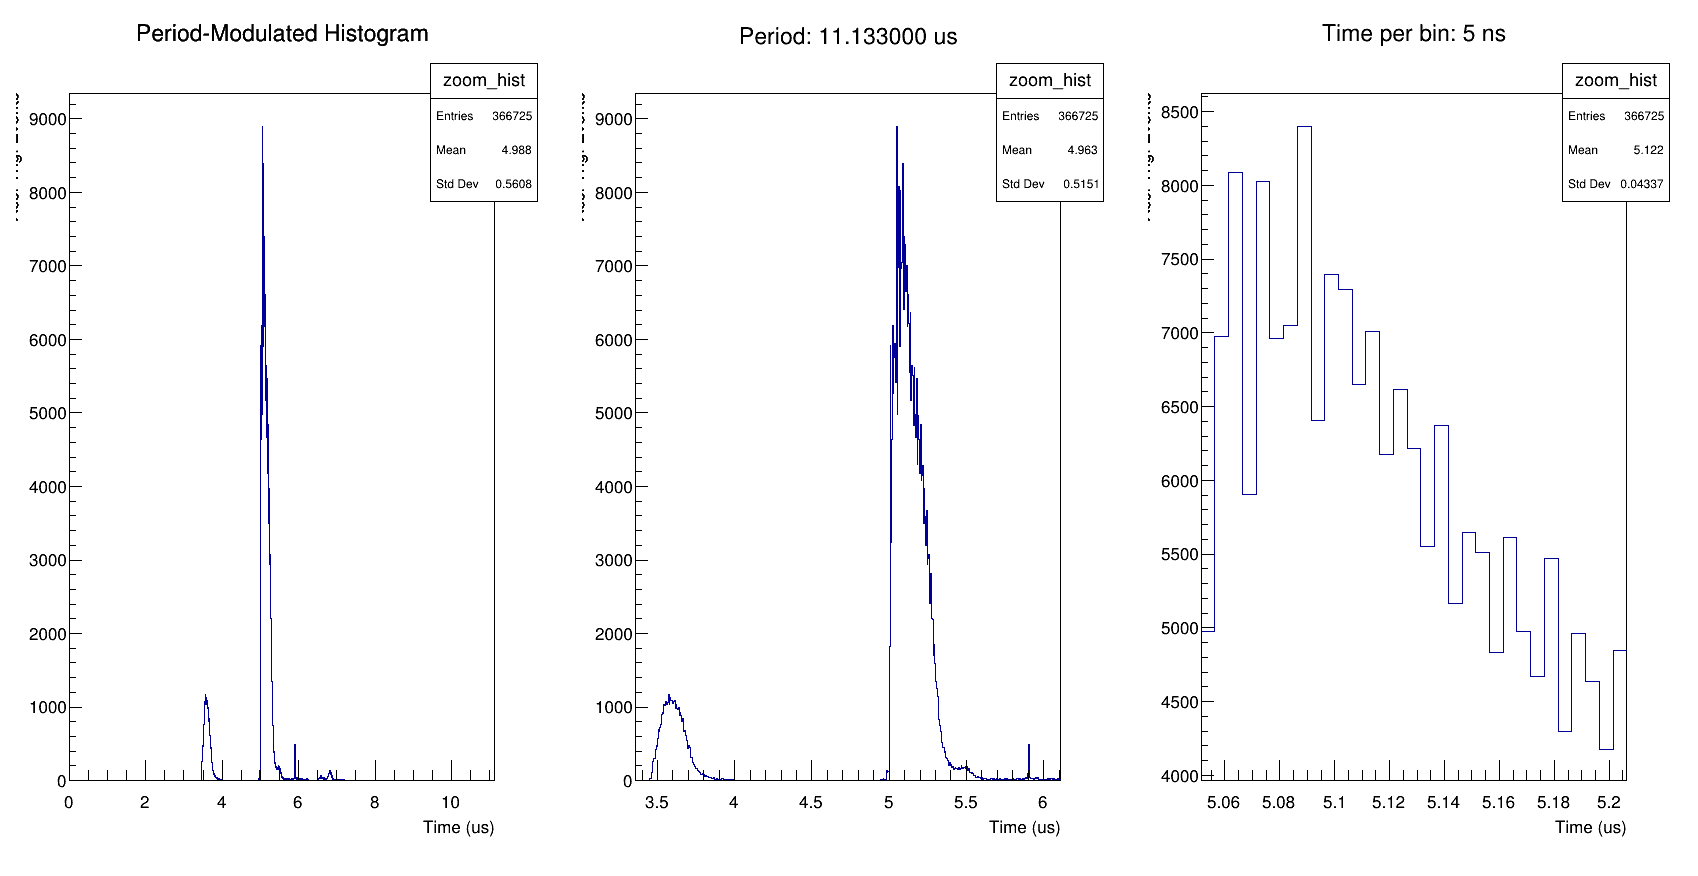 Period-Modulated Histogram
zoom_hist
Entries 366725
Mean 4.988
Std Dev 0.5608
9000
8000
7000
6000
5000
4000
3000
2000
1000
0
0 2 4 6 8 10
Time (us)
Period: 11.133000 us
zoom_hist
Entries 366725
Mean 4.963
Std Dev 0.5151
9000
8000
7000
6000
5000
4000
3000
2000
1000
0
3.5 4 4.5 5 5.5 6
Time (us)
Time per bin: 5 ns
zoom_hist
Entries 366725
Mean 5.122
Std Dev 0.04337
8500
8000
7500
7000
6500
6000
5500
5000
4500
4000
5.06 5.08 5.1 5.12 5.14 5.16 5.18 5.2
Time (us)